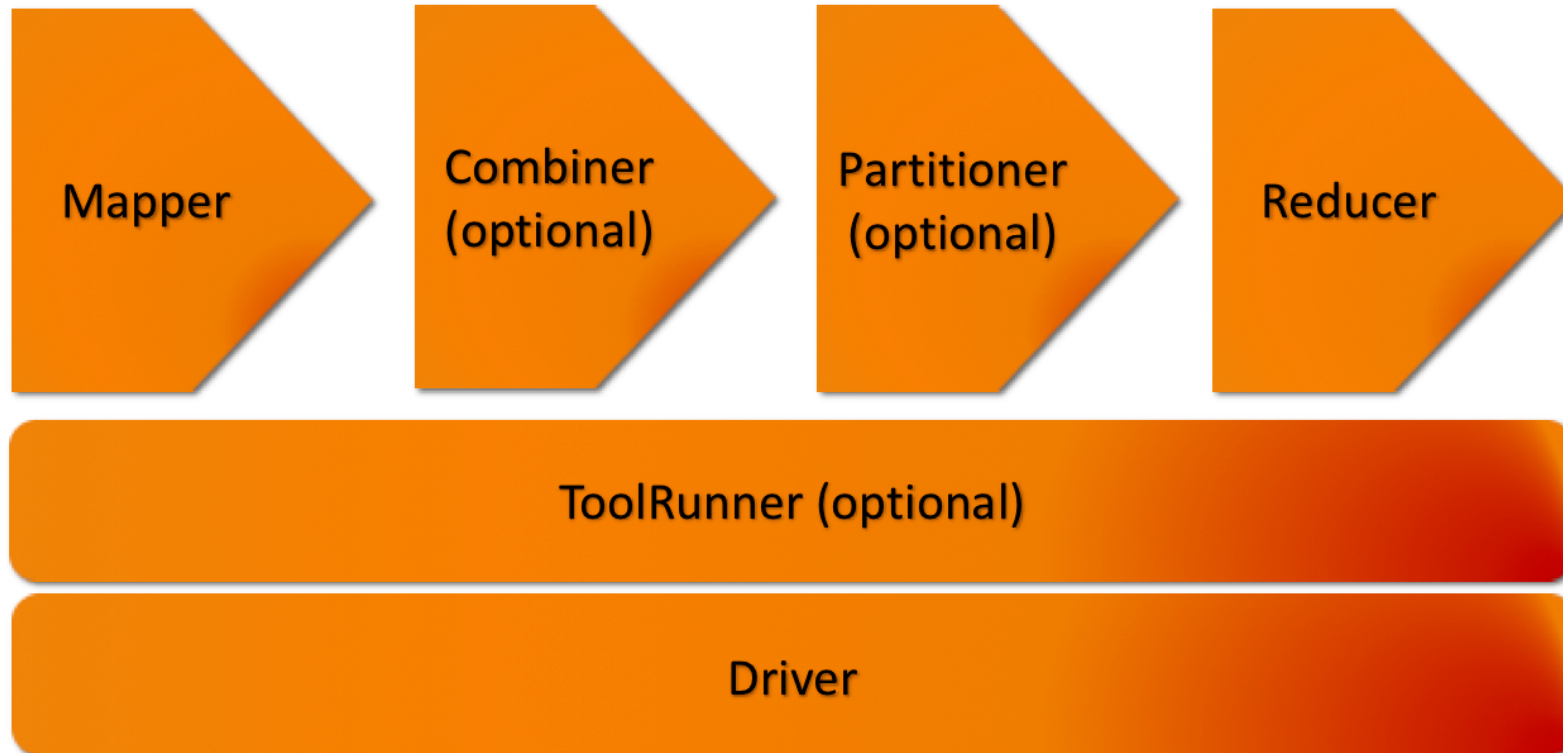 Mapper
Combiner
(optional)
Partitioner
(optional)
Reducer
ToolRunner (optional)
Driver